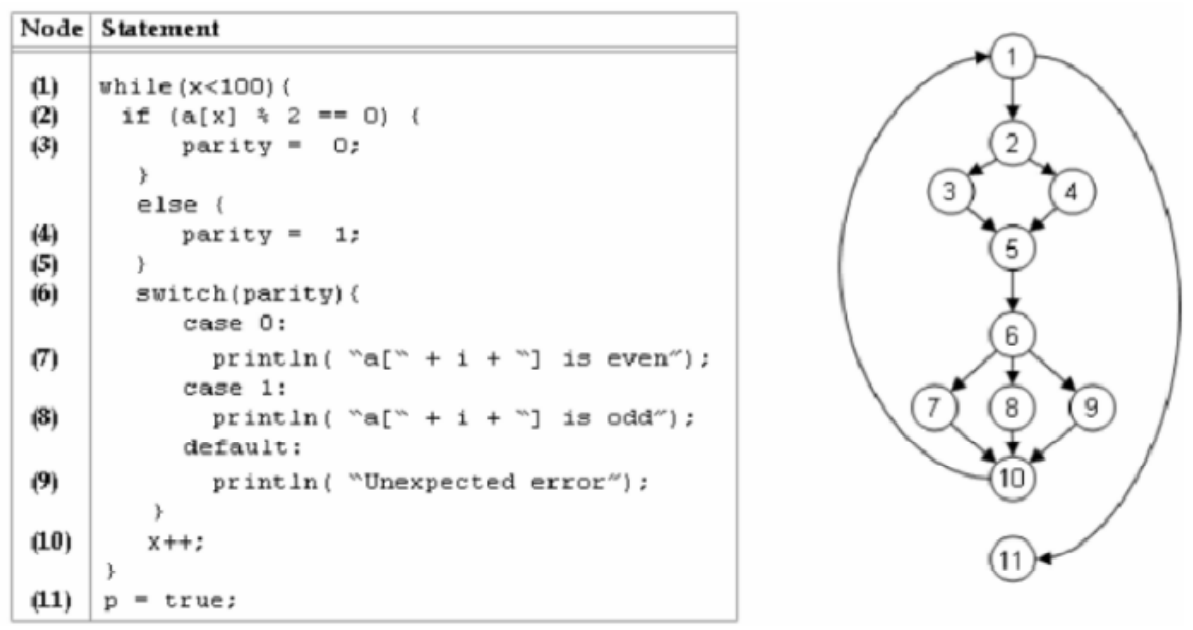 Node Statement
(1) while(x<100){
(2) if (a[x] % 2 == 0) {
(3) parity = 0;
}
else {
(4) parity = 1;
(5) }
(6) switch(parity){
case 0:
(7) println( “a[“ + i + “] is even”);
case 1:
(8) println( “a[“ + i + “] is odd”);
default:
(9) println( “Unexpected error”);
}
(10) x++;
}
(11) p = true;
1
2
3 4
5
6
7 8 9
10
11